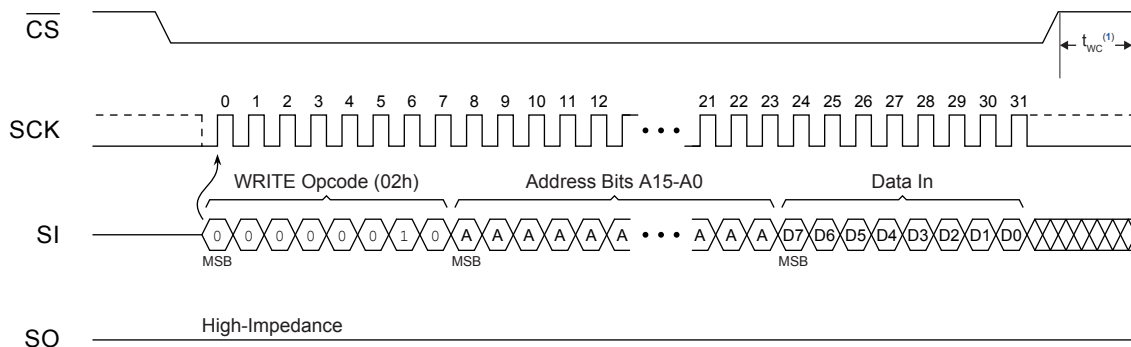 CS
tWC(1)
0 1 2 3 4 5 6 7 8 9 10 11 12 21 22 23 24 25 26 27 28 29 30 31
SCK
WRITE Opcode (02h) Address Bits A15-A0 Data In
SI 0 0 0 0 0 0 1 0 A A A A A A A A A D7 D6 D5 D4 D3 D2 D1 D0
MSB MSB MSB
High-Impedance
SO